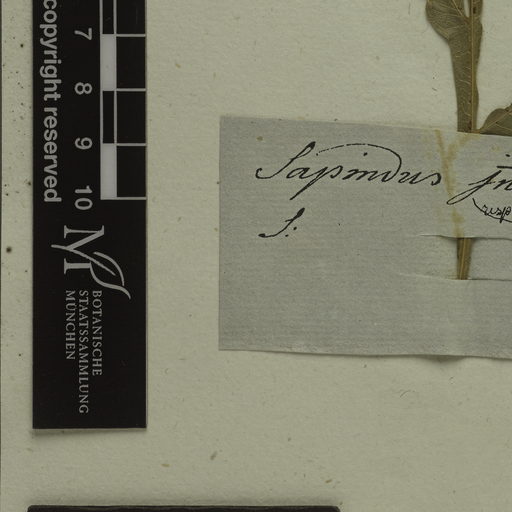 copyright reserved
7
8
9
10
BOTANISCHE
STAATSSAMMLUNG
MÜNCHEN
Sapindus
S: